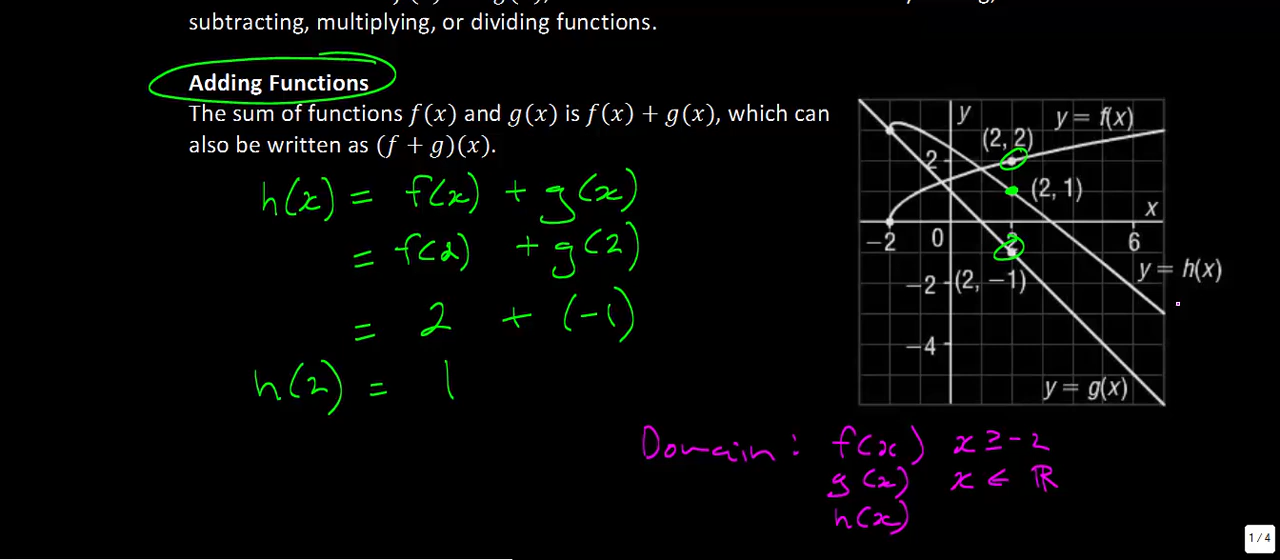 subtracting, multiplying, or dividing functions.
Adding Functions
The sum of functions f(x) and g(x) is f(x) + g(x), which can
also be written as (f + g)(x).
h(x) = f(x) + g(x)
= f(2) + g(2)
= 2 + (-1)
h(2) = 1
y
y = f(x)
(2, 2)
2
(2, 1)
x
-2
0
2
6
y = h(x)
-2
(2, -1)
-4
y = g(x)
Domain: f(x) x ≥ -2
g(x) x ∈ ℝ
h(x)
1 / 4